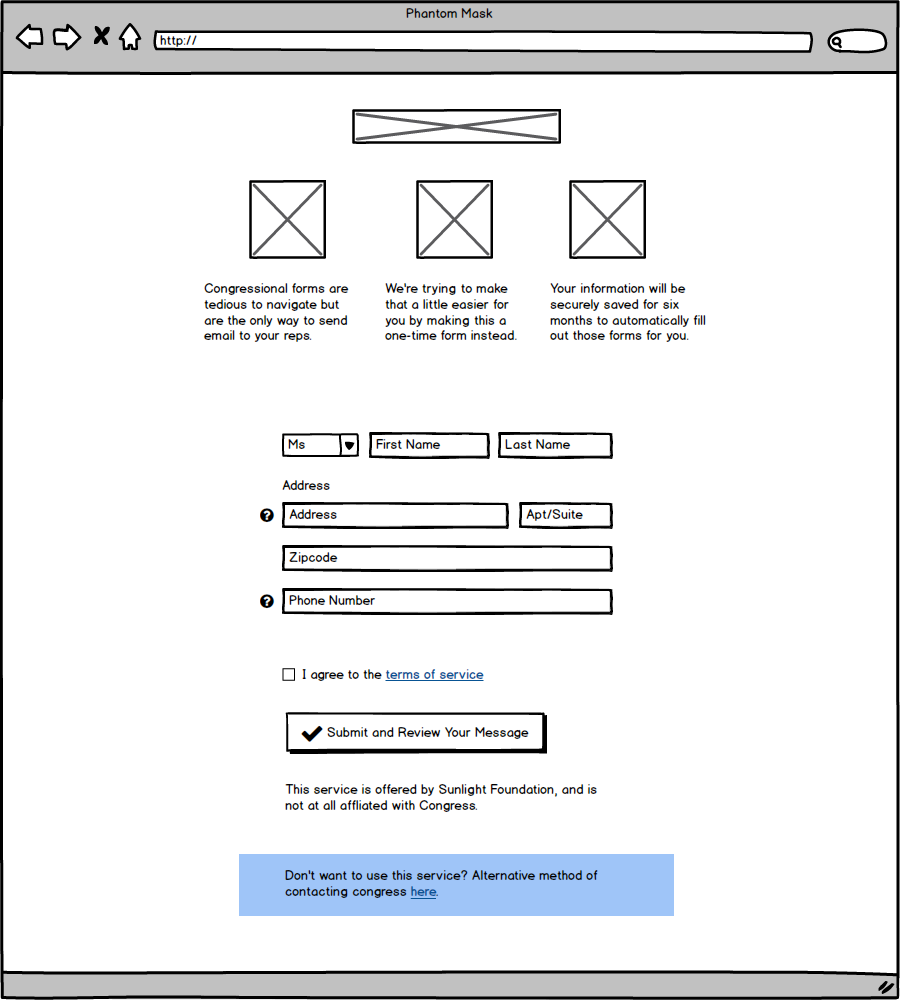 Phantom Mask
http://
Congressional forms are
tedious to navigate but
are the only way to send
email to your reps.
We're trying to make
that a little easier for
you by making this a
one-time form instead.
Your information will be
securely saved for six
months to automatically fill
out those forms for you.
Ms
First Name
Last Name
Address
? Address
Apt/Suite
Zipcode
? Phone Number
I agree to the terms of service
Submit and Review Your Message
This service is offered by Sunlight Foundation, and is
not at all affliated with Congress.
Don't want to use this service? Alternative method of
contacting congress here.